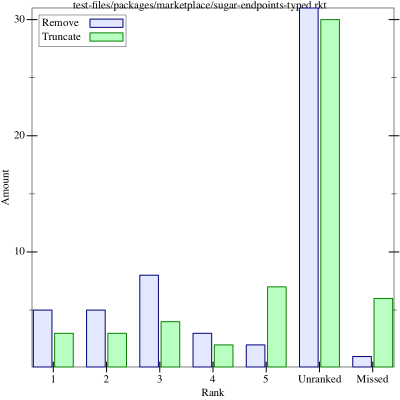 test-files/packages/marketplace/sugar-endpoints-typed.rkt
Remove
Truncate
30
20
10
Amount
1 2 3 4 5 Unranked Missed
Rank